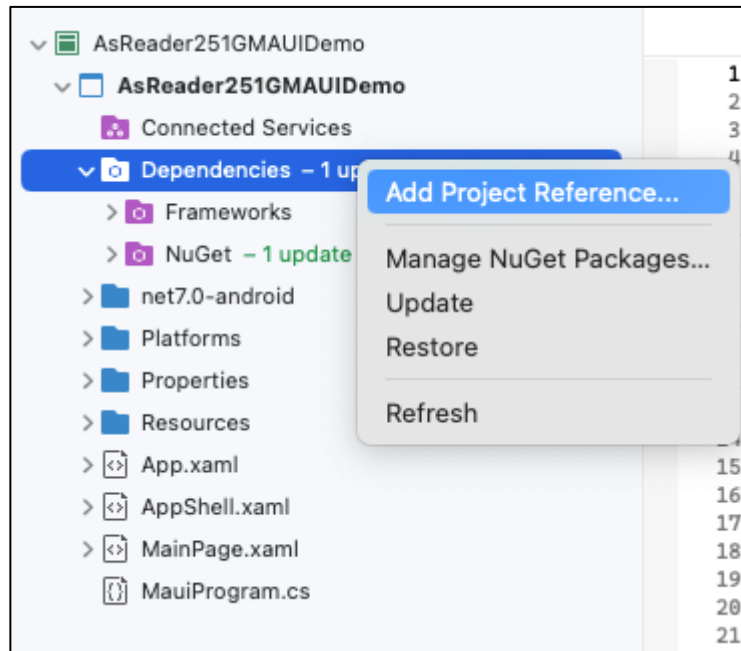 AsReader251GMAUIDemo
AsReader251GMAUIDemo
Connected Services
Dependencies – 1 up
Frameworks
NuGet – 1 update
net7.0-android
Platforms
Properties
Resources
App.xaml
AppShell.xaml
MainPage.xaml
MauiProgram.cs
Add Project Reference...
Manage NuGet Packages...
Update
Restore
Refresh
1
2
3
4
15
16
17
18
19
20
21